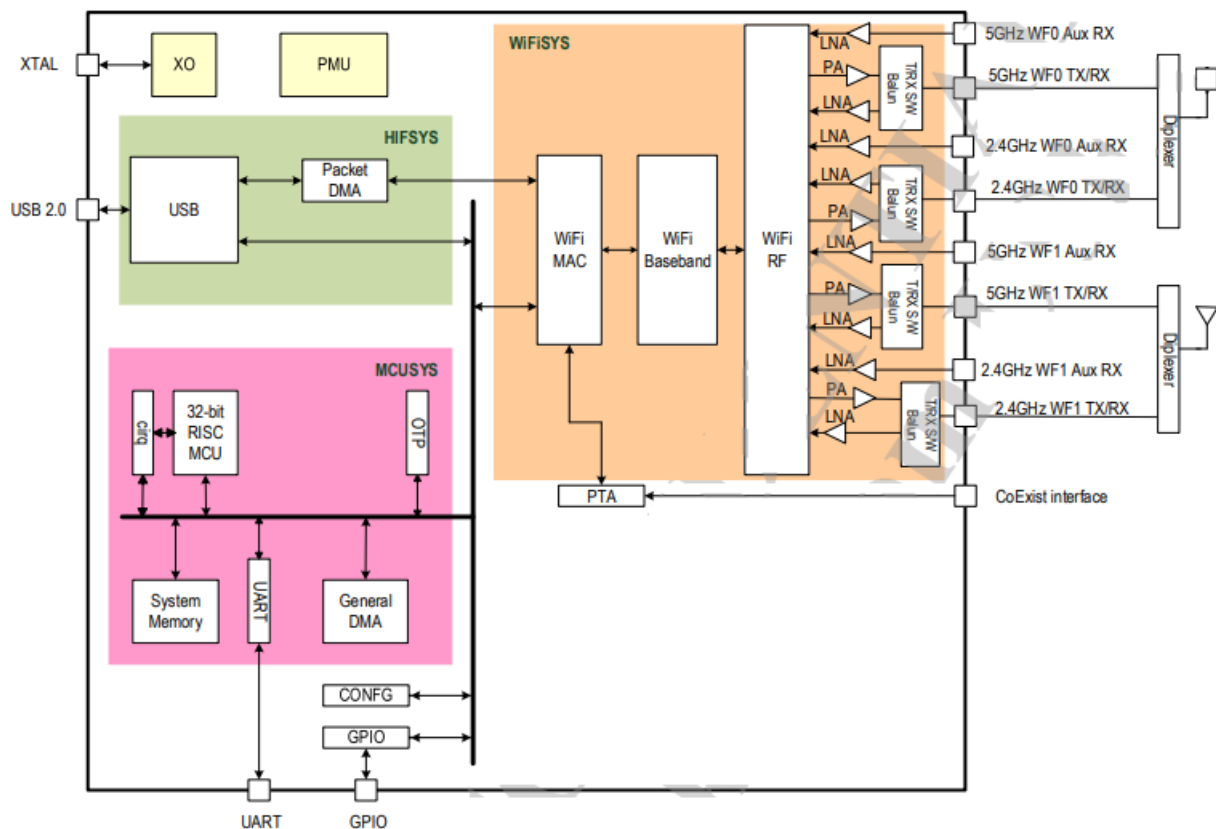 XTAL
XO
PMU
HIFSYS
USB
Packet
DMA
USB 2.0
MCUSYS
cirq
32-bit
RISC
MCU
OTP
System
Memory
UART
General
DMA
CONFG
GPIO
UART
GPIO
WiFiSYS
WiFi
MAC
WiFi
Baseband
WiFi
RF
PTA
LNA
PA
LNA
T/RX S/W
Balun
LNA
LNA
PA
T/RX S/W
Balun
LNA
PA
LNA
T/RX S/W
Balun
LNA
PA
LNA
T/RX S/W
Balun
5GHz WF0 Aux RX
5GHz WF0 TX/RX
2.4GHz WF0 Aux RX
2.4GHz WF0 TX/RX
5GHz WF1 Aux RX
5GHz WF1 TX/RX
2.4GHz WF1 Aux RX
2.4GHz WF1 TX/RX
CoExist interface
Diplexer
Diplexer